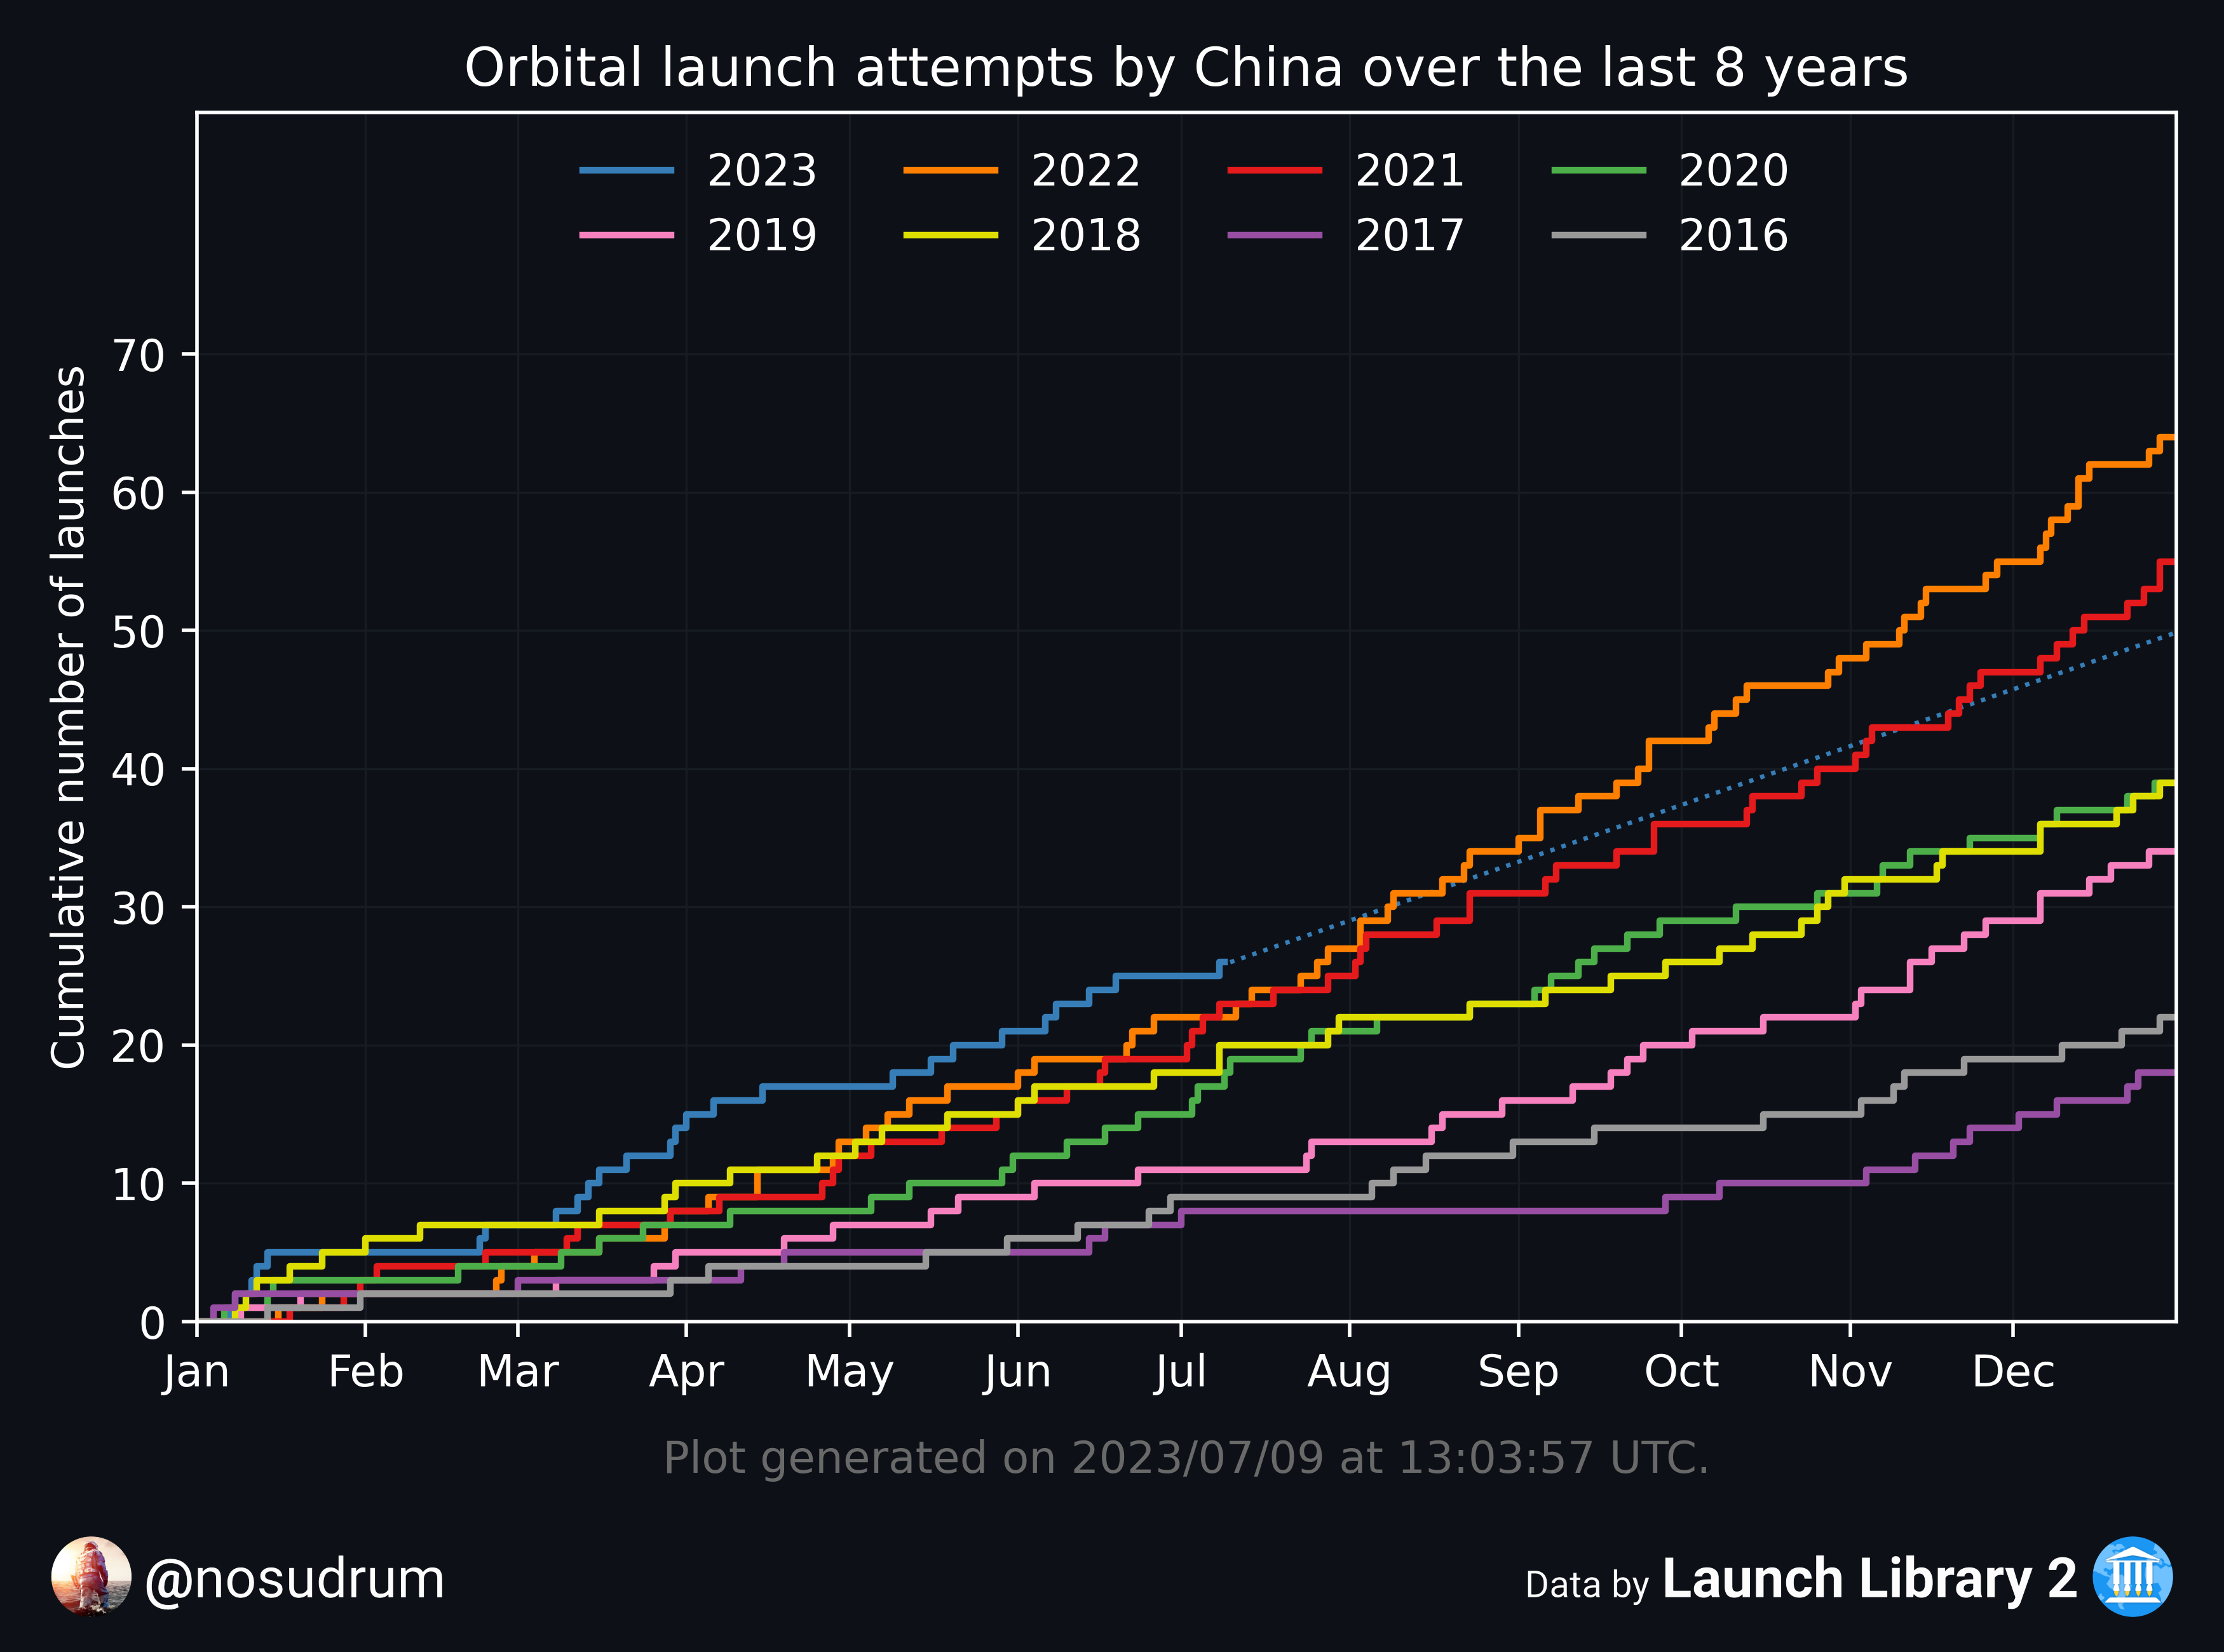 Orbital launch attempts by China over the last 8 years
2023 2022 2021 2020
2019 2018 2017 2016
Cumulative number of launches
70
60
50
40
30
20
10
0
Jan Feb Mar Apr May Jun Jul Aug Sep Oct Nov Dec
Plot generated on 2023/07/09 at 13:03:57 UTC.
@nosudrum
Data by Launch Library 2